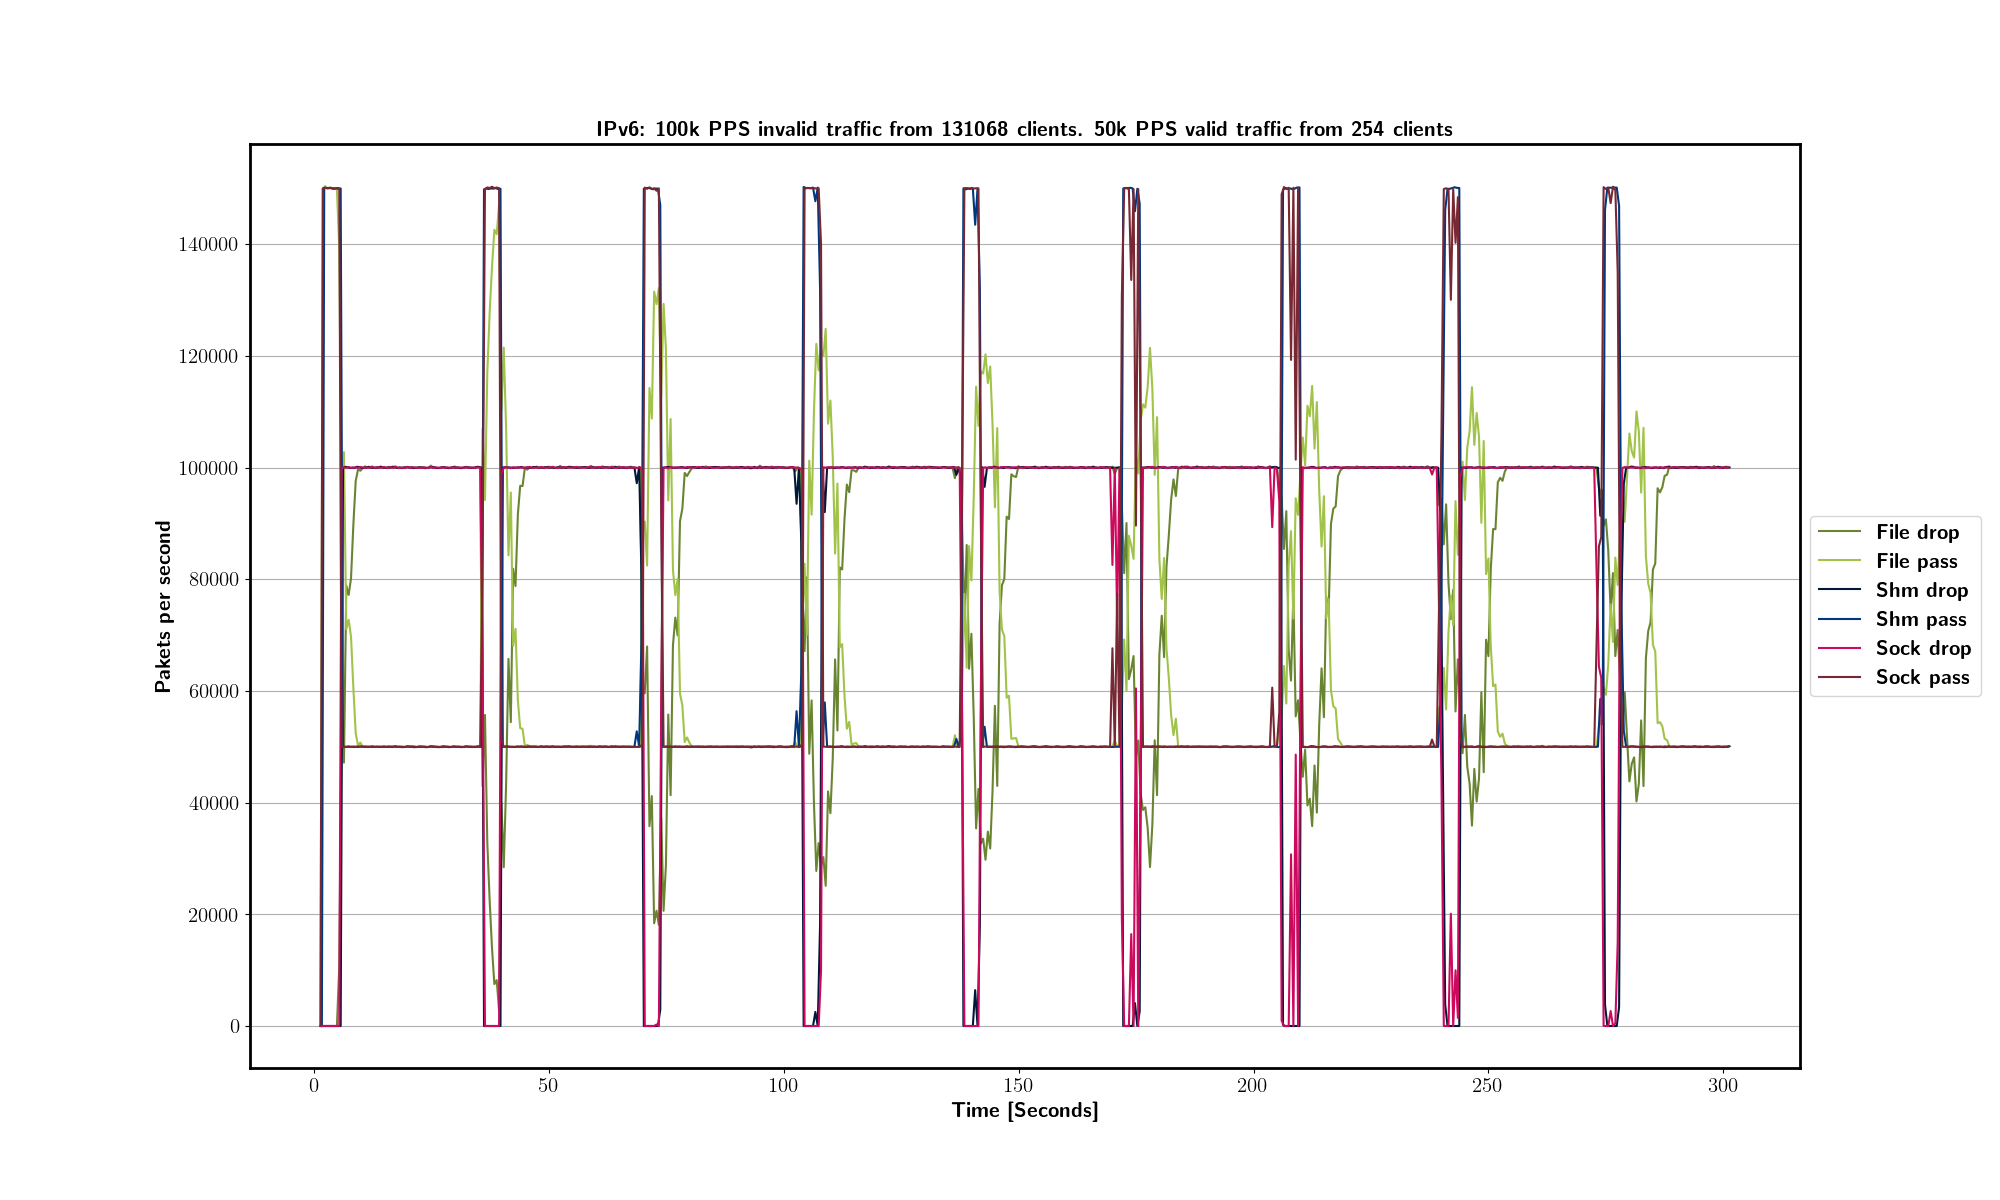 IPv6: 100k PPS invalid traffic from 131068 clients. 50k PPS valid traffic from 254 clients
140000
120000
100000
80000
60000
40000
20000
0
Pakets per second
0 50 100 150 200 250 300
Time [Seconds]
File drop
File pass
Shm drop
Shm pass
Sock drop
Sock pass